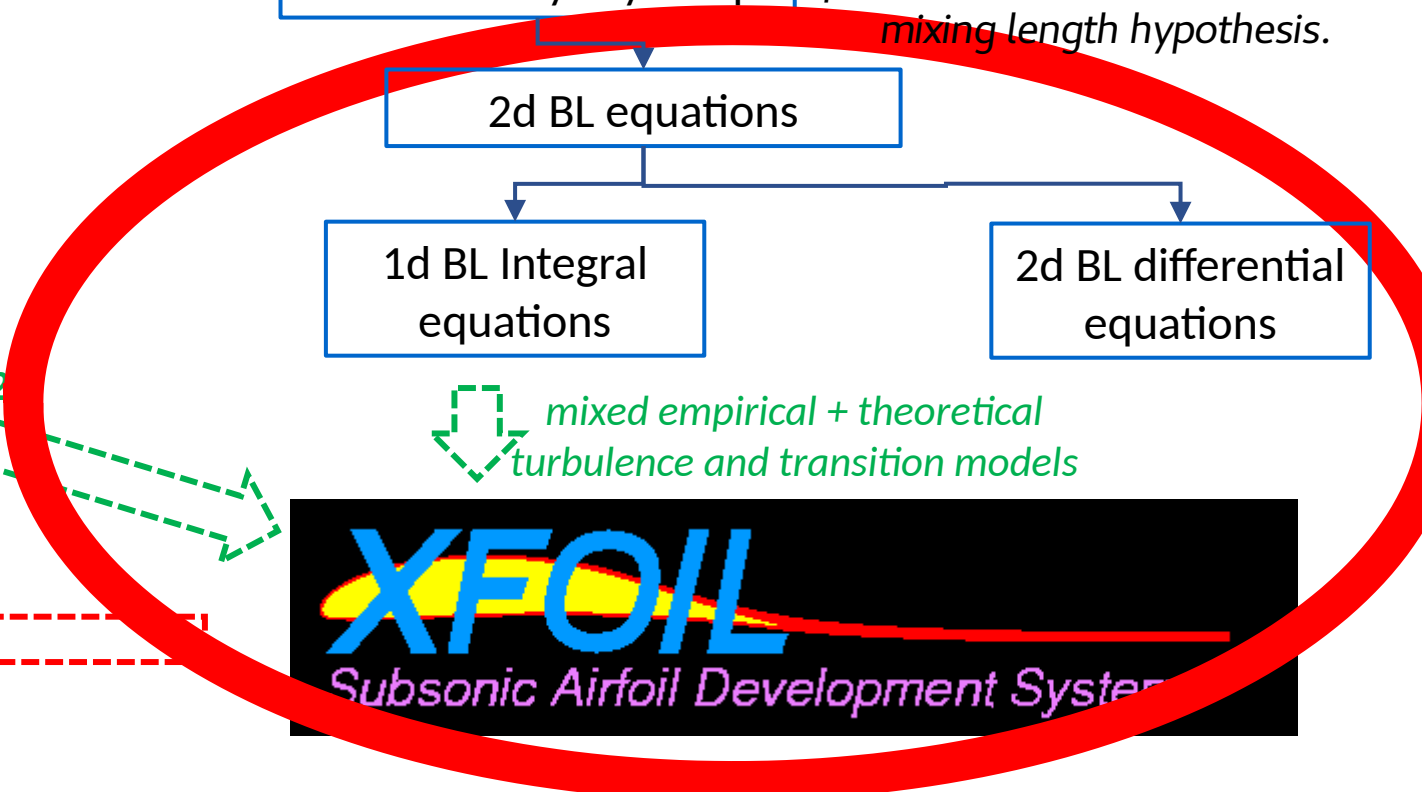 mixing length hypothesis.
2d BL equations
1d BL Integral
equations
2d BL differential
equations
mixed empirical + theoretical
turbulence and transition models
XFOIL
Subsonic Airfoil Development System